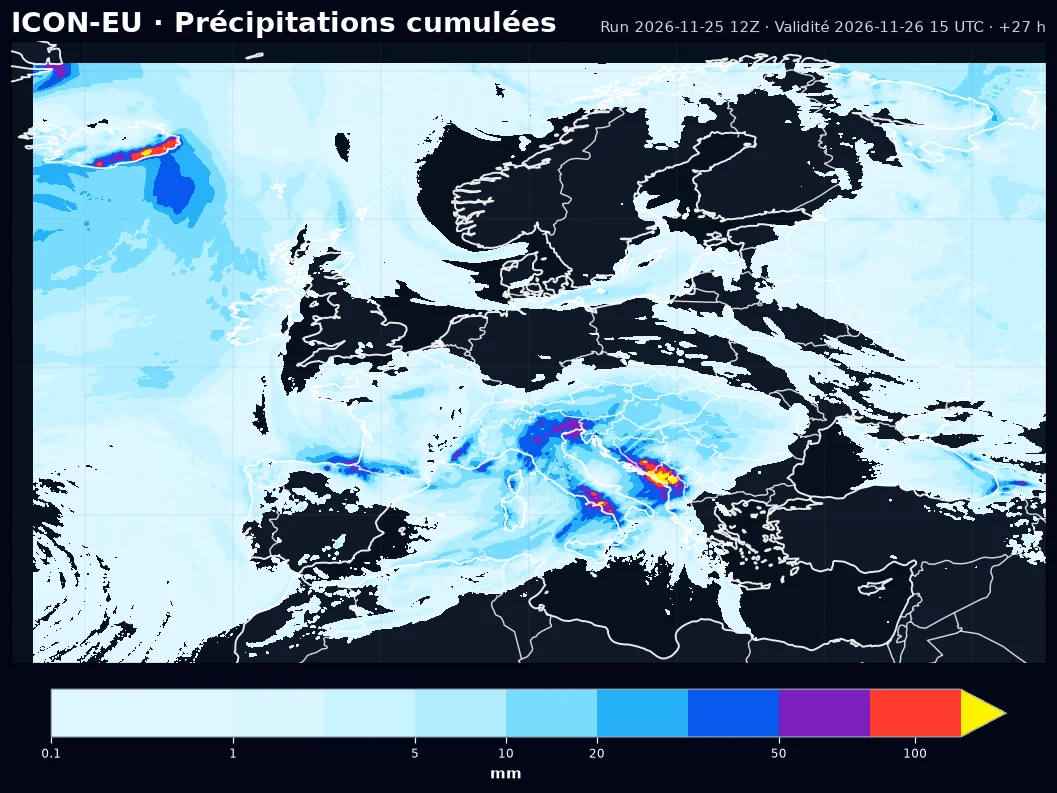 ICON-EU · Précipitations cumulées
Run 2026-11-25 12Z · Validité 2026-11-26 15 UTC · +27 h
0.1 1 5 10 20 50 100
mm